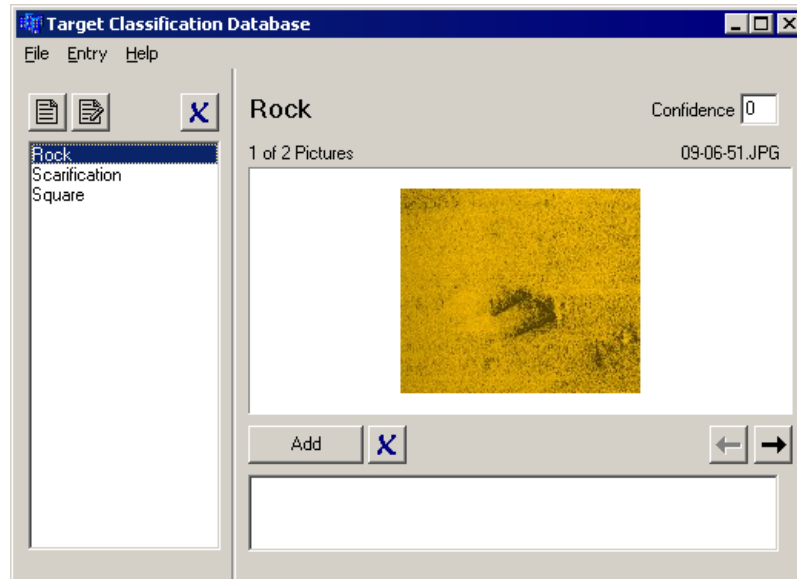 Target Classification Database
File Entry Help
Rock
Scarification
Square
Rock
Confidence 0
1 of 2 Pictures
09-06-51.JPG
Add